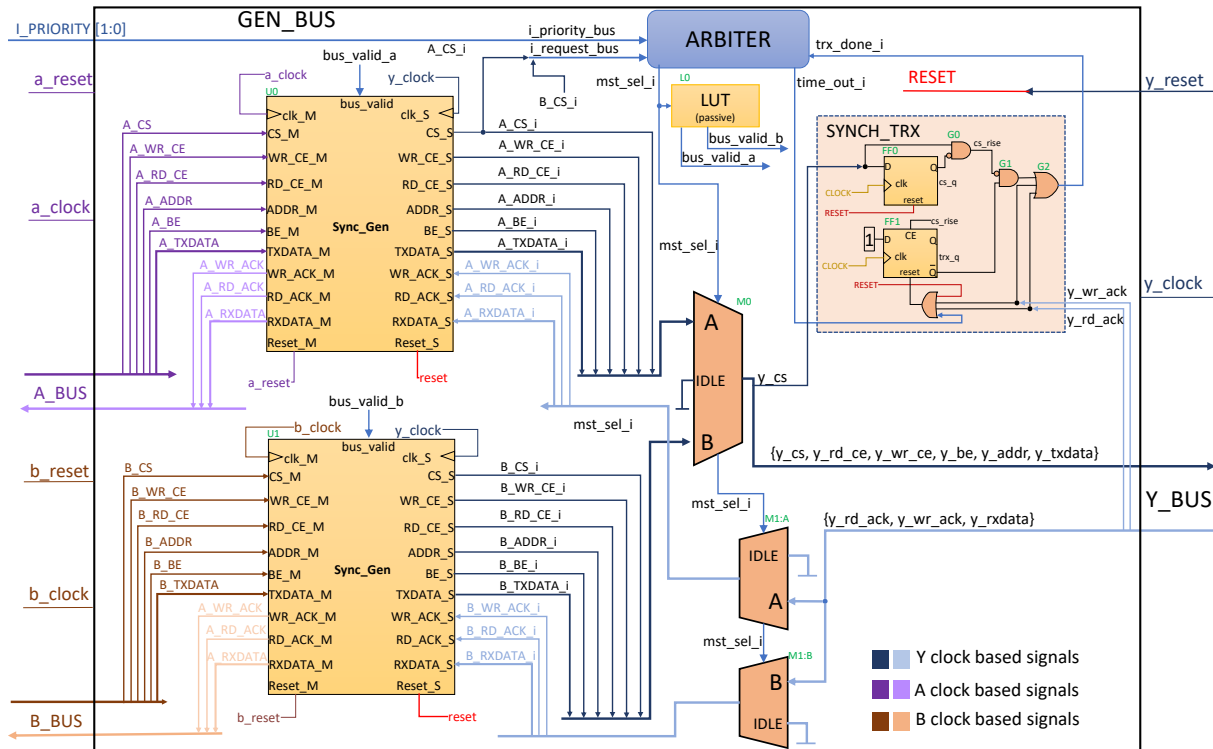 GEN_BUS
I_PRIORITY [1:0]
i_priority_bus
A_CS_i
i_request_bus
ARBITER
trx_done_i
bus_valid_a
a_reset
a_clock
y_clock
B_CS_i
mst_sel_i
L0
LUT
(passive)
time_out_i
RESET
y_reset
U0
bus_valid
clk_M
clk_S
bus_valid_b
bus_valid_a
SYNCH_TRX
G0
cs_rise
A_CS
CS_M
CS_S
A_CS_i
A_WR_CE
WR_CE_M
WR_CE_S
A_WR_CE_i
A_RD_CE
RD_CE_M
RD_CE_S
A_RD_CE_i
A_ADDR
ADDR_M
ADDR_S
A_ADDR_i
A_BE
BE_M
Sync_Gen
BE_S
A_BE_i
A_TXDATA
TXDATA_M
TXDATA_S
A_TXDATA_i
A_WR_ACK
WR_ACK_M
WR_ACK_S
A_WR_ACK_i
A_RD_ACK
RD_ACK_M
RD_ACK_S
A_RD_ACK_i
A_RXDATA
RXDATA_M
RXDATA_S
A_RXDATA_i
Reset_M
Reset_S
a_reset
reset
a_clock
A_BUS
FF0
D
Q
clk
cs_q
reset
CLOCK
RESET
G1
G2
FF1
cs_rise
1
D
CE
Q
clk
trx_q
reset
Q
CLOCK
RESET
y_wr_ack
y_rd_ack
y_clock
mst_sel_i
M0
A
IDLE
B
y_cs
mst_sel_i
bus_valid_b
b_clock
y_clock
U1
bus_valid
clk_M
clk_S
{y_cs, y_rd_ce, y_wr_ce, y_be, y_addr, y_txdata}
b_reset
B_CS
CS_M
CS_S
B_CS_i
B_WR_CE
WR_CE_M
WR_CE_S
B_WR_CE_i
B_RD_CE
RD_CE_M
RD_CE_S
B_RD_CE_i
B_ADDR
ADDR_M
ADDR_S
B_ADDR_i
B_BE
BE_M
Sync_Gen
BE_S
B_BE_i
B_TXDATA
TXDATA_M
TXDATA_S
B_TXDATA_i
A_WR_ACK
WR_ACK_M
WR_ACK_S
B_WR_ACK_i
A_RD_ACK
RD_ACK_M
RD_ACK_S
B_RD_ACK_i
A_RXDATA
RXDATA_M
RXDATA_S
B_RXDATA_i
Reset_M
Reset_S
b_reset
reset
b_clock
B_BUS
mst_sel_i
M1:A
IDLE
A
{y_rd_ack, y_wr_ack, y_rxdata}
Y_BUS
mst_sel_i
M1:B
B
IDLE
Y clock based signals
A clock based signals
B clock based signals